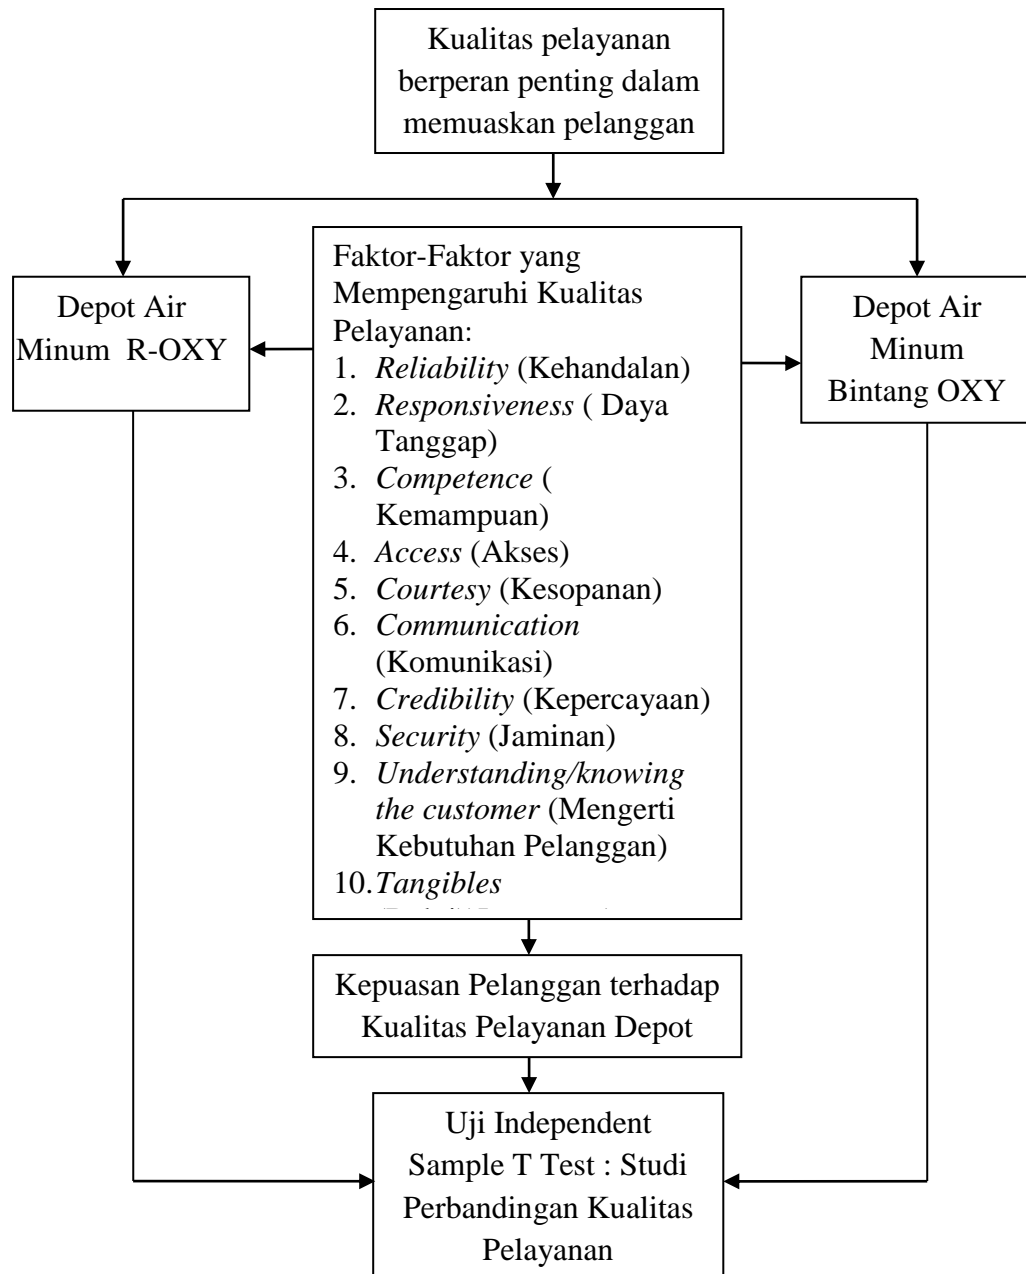 Kualitas pelayanan
berperan penting dalam
memuaskan pelanggan
Depot Air
Minum R-OXY
Faktor-Faktor yang
Mempengaruhi Kualitas
Pelayanan:
1. Reliability (Kehandalan)
2. Responsiveness ( Daya
Tanggap)
3. Competence (
Kemampuan)
4. Access (Akses)
5. Courtesy (Kesopanan)
6. Communication
(Komunikasi)
7. Credibility (Kepercayaan)
8. Security (Jaminan)
9. Understanding/knowing
the customer (Mengerti
Kebutuhan Pelanggan)
10. Tangibles
Depot Air
Minum
Bintang OXY
Kepuasan Pelanggan terhadap
Kualitas Pelayanan Depot
Uji Independent
Sample T Test : Studi
Perbandingan Kualitas
Pelayanan